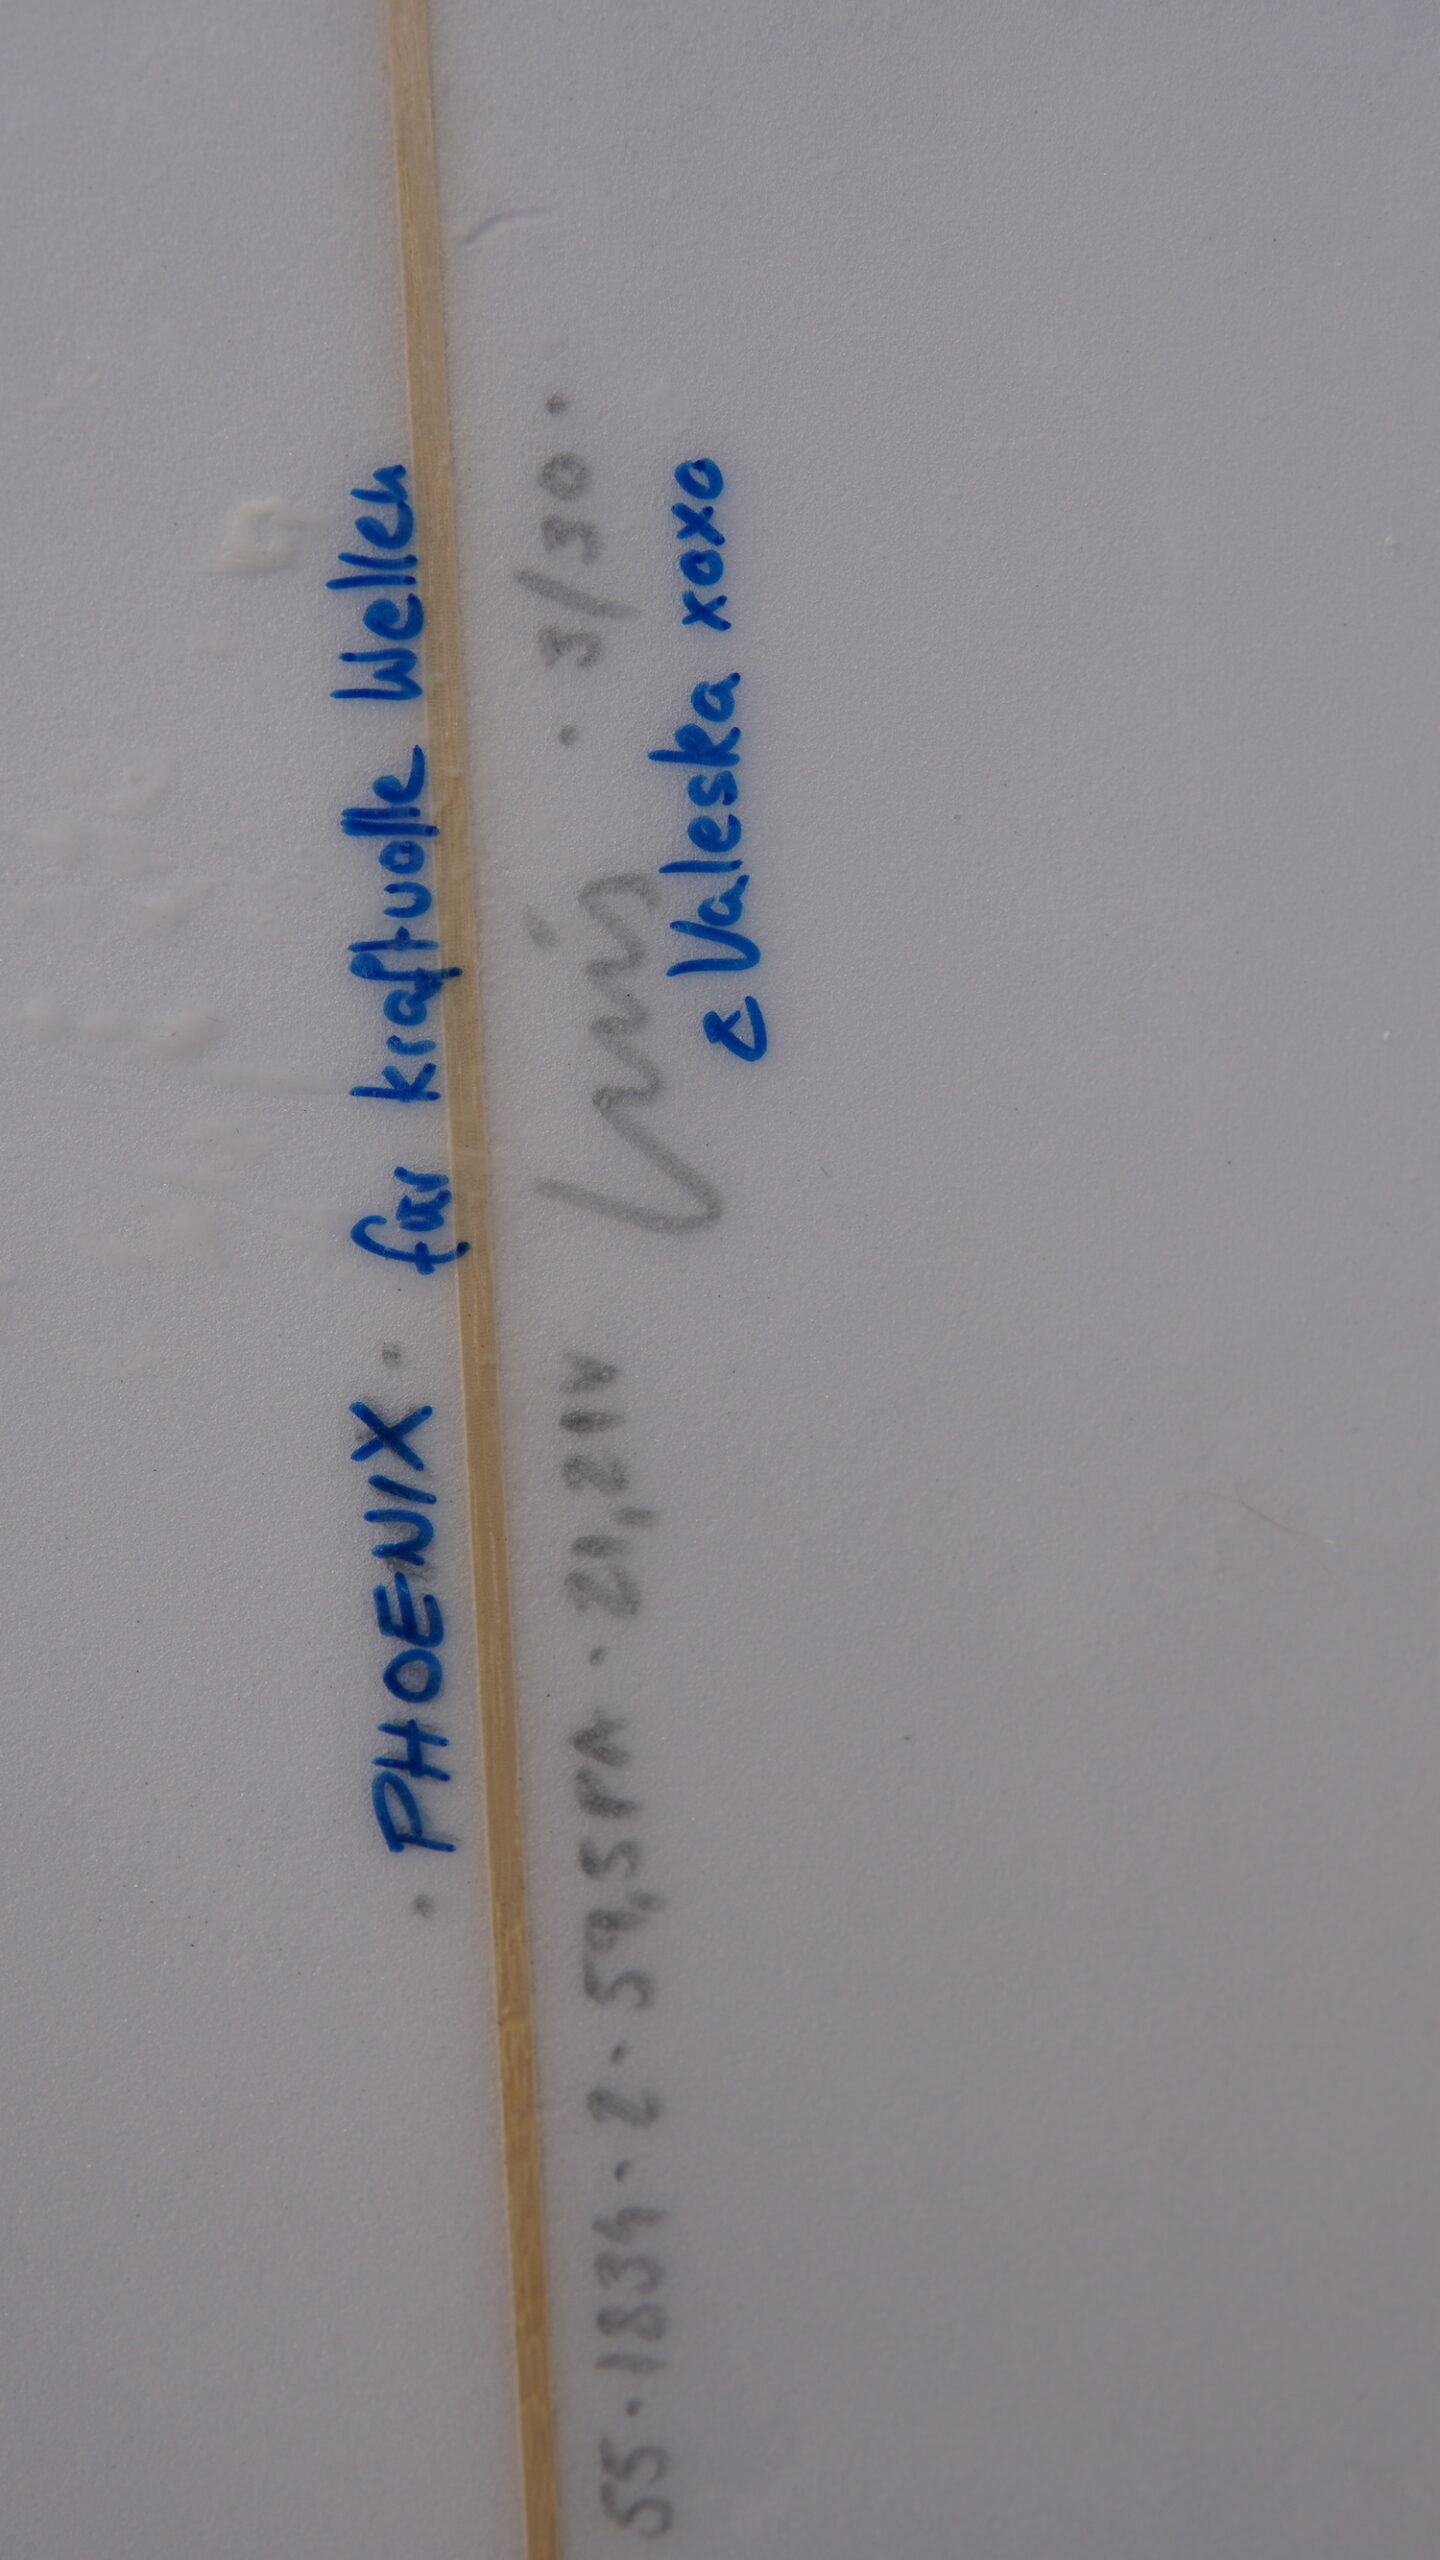 · PHOENIX · für kraftvolle Wellen
55 · 1834 · 2 · 59,5 · 21,21 · 3/30 ·
& Valeska xoxo